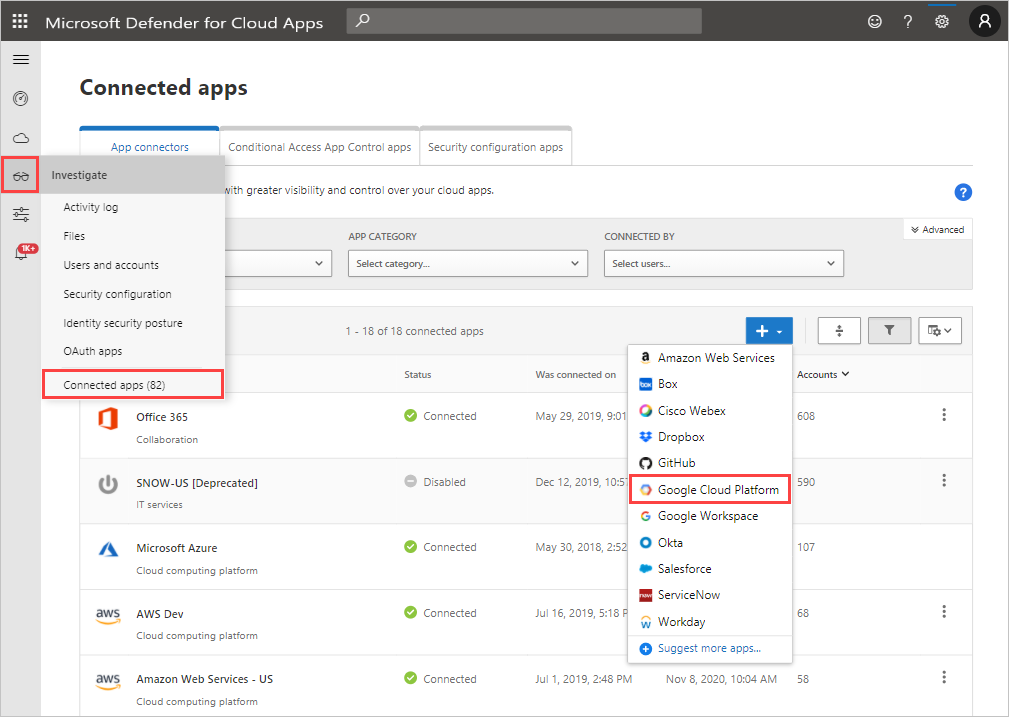 Microsoft Defender for Cloud Apps
?
Connected apps
App connectors
Conditional Access App Control apps
Security configuration apps
Investigate
with greater visibility and control over your cloud apps.
?
Activity log
Files
Users and accounts
Security configuration
Identity security posture
OAuth apps
Connected apps (82)
1K+
APP CATEGORY
CONNECTED BY
Advanced
Select category...
Select users...
1 - 18 of 18 connected apps
Status
Was connected on
Accounts
Amazon Web Services
Box
Cisco Webex
Dropbox
GitHub
Google Cloud Platform
Google Workspace
Okta
Salesforce
ServiceNow
Workday
Suggest more apps...
Office 365
Collaboration
Connected
May 29, 2019, 9:01
608
SNOW-US [Deprecated]
IT services
Disabled
Dec 12, 2019, 10:57
590
Microsoft Azure
Cloud computing platform
Connected
May 30, 2018, 2:52
107
aws
AWS Dev
Cloud computing platform
Connected
Jul 16, 2019, 5:18 P
68
aws
Amazon Web Services - US
Cloud computing platform
Connected
Jul 1, 2019, 2:48 PM
Nov 8, 2020, 10:04 AM
58